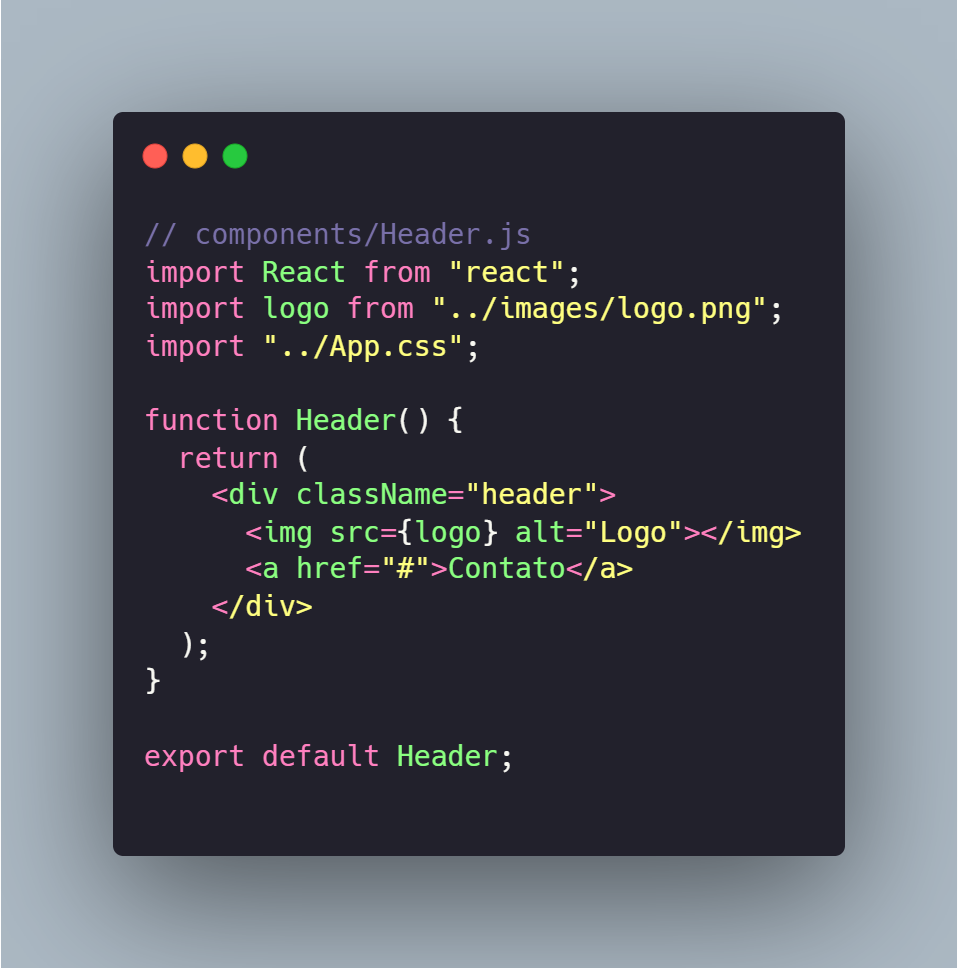 // components/Header.js
import React from "react";
import logo from "../images/logo.png";
import "../App.css";

function Header() {
  return (
    <div className="header">
      <img src={logo} alt="Logo"></img>
      <a href="#">Contato</a>
    </div>
  );
}

export default Header;